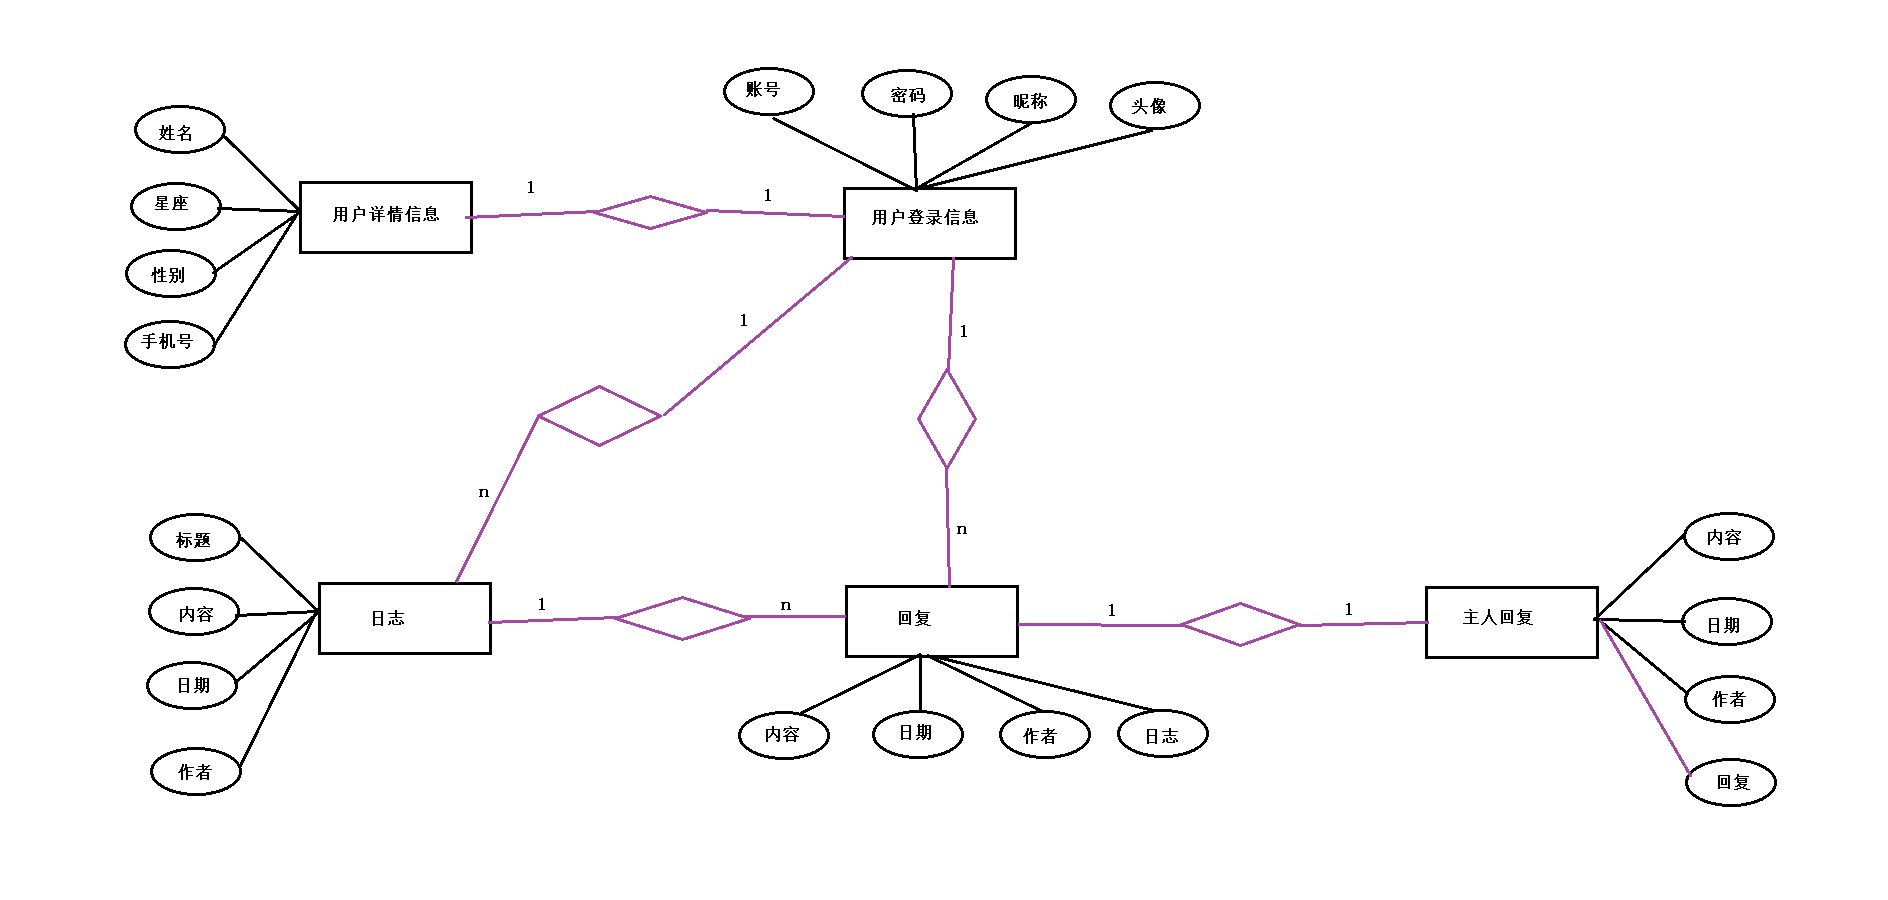 账号
密码
昵称
头像
姓名
星座
性别
手机号
用户详情信息
1
1
用户登录信息
1
1
n
n
标题
内容
日期
作者
日志
1
n
回复
1
1
主人回复
内容
日期
作者
日志
内容
日期
作者
回复